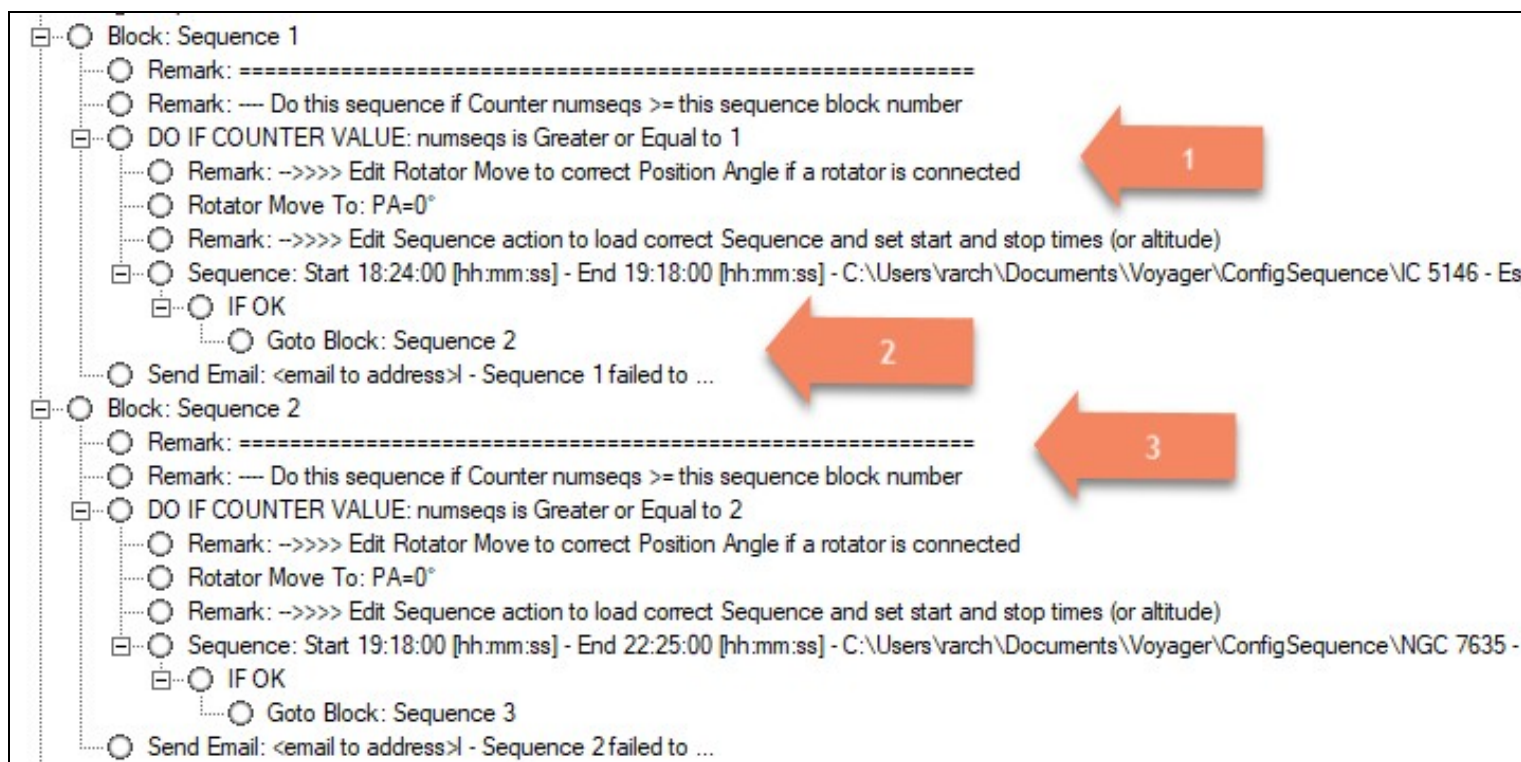 Block: Sequence 1
Remark: ==========================================================
Remark: ---- Do this sequence if Counter numseqs >= this sequence block number
DO IF COUNTER VALUE: numseqs is Greater or Equal to 1
1
Remark: -->>>> Edit Rotator Move to correct Position Angle if a rotator is connected
Rotator Move To: PA=0°
Remark: -->>>> Edit Sequence action to load correct Sequence and set start and stop times (or altitude)
Sequence: Start 18:24:00 [hh:mm:ss] - End 19:18:00 [hh:mm:ss] - C:\Users\rarch\Documents\Voyager\ConfigSequence\IC 5146 - Es
IF OK
Goto Block: Sequence 2
2
Send Email: <email to address>I - Sequence 1 failed to ...
Block: Sequence 2
Remark: ==========================================================
3
Remark: ---- Do this sequence if Counter numseqs >= this sequence block number
DO IF COUNTER VALUE: numseqs is Greater or Equal to 2
Remark: -->>>> Edit Rotator Move to correct Position Angle if a rotator is connected
Rotator Move To: PA=0°
Remark: -->>>> Edit Sequence action to load correct Sequence and set start and stop times (or altitude)
Sequence: Start 19:18:00 [hh:mm:ss] - End 22:25:00 [hh:mm:ss] - C:\Users\rarch\Documents\Voyager\ConfigSequence\NGC 7635 -
IF OK
Goto Block: Sequence 3
Send Email: <email to address>I - Sequence 2 failed to ...